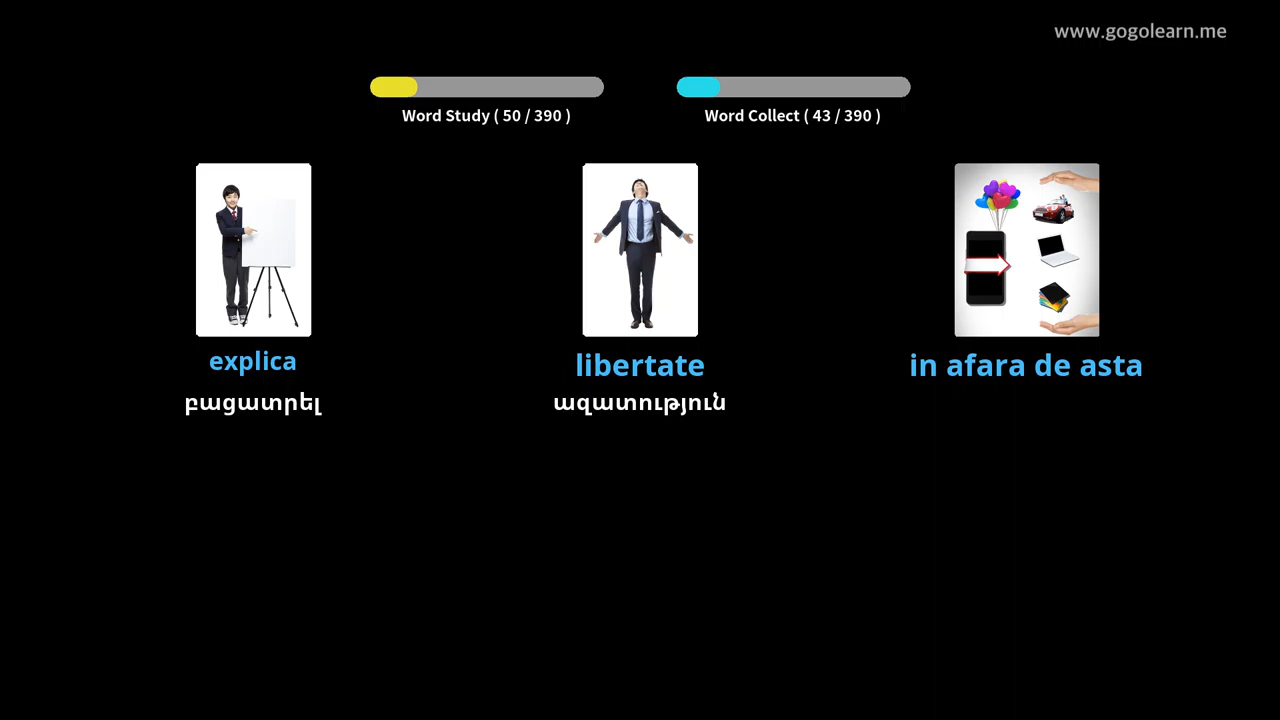 www.gogolearn.me
Word Study ( 50 / 390 )
Word Collect ( 43 / 390 )
explica
բացատրել
libertate
ազատություն
in afara de asta